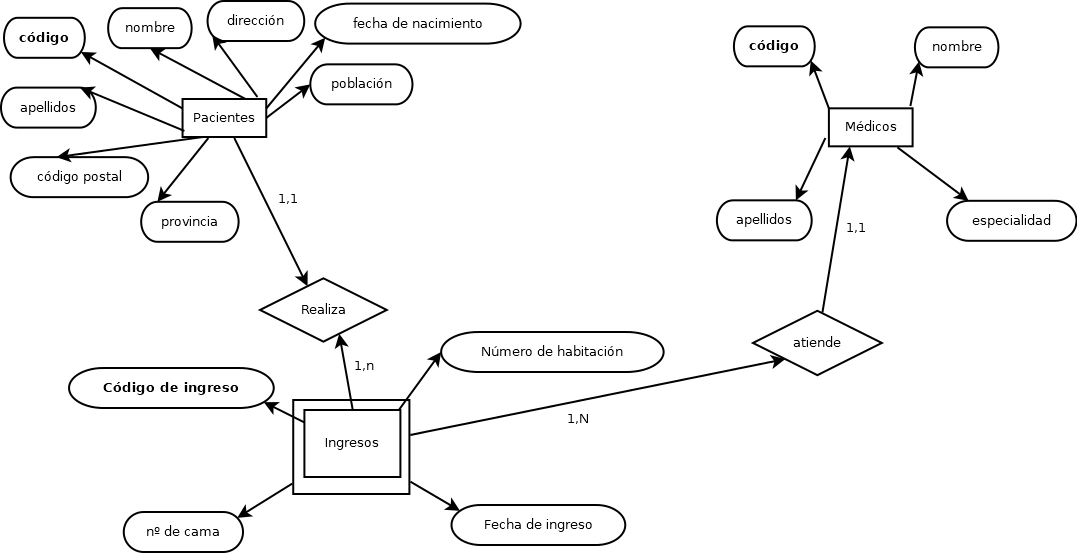 dirección
fecha de nacimiento
nombre
código
código
nombre
población
apellidos
Pacientes
Médicos
código postal
1,1
provincia
apellidos
especialidad
1,1
Realiza
atiende
Número de habitación
1,n
Código de ingreso
1,N
Ingresos
nº de cama
Fecha de ingreso